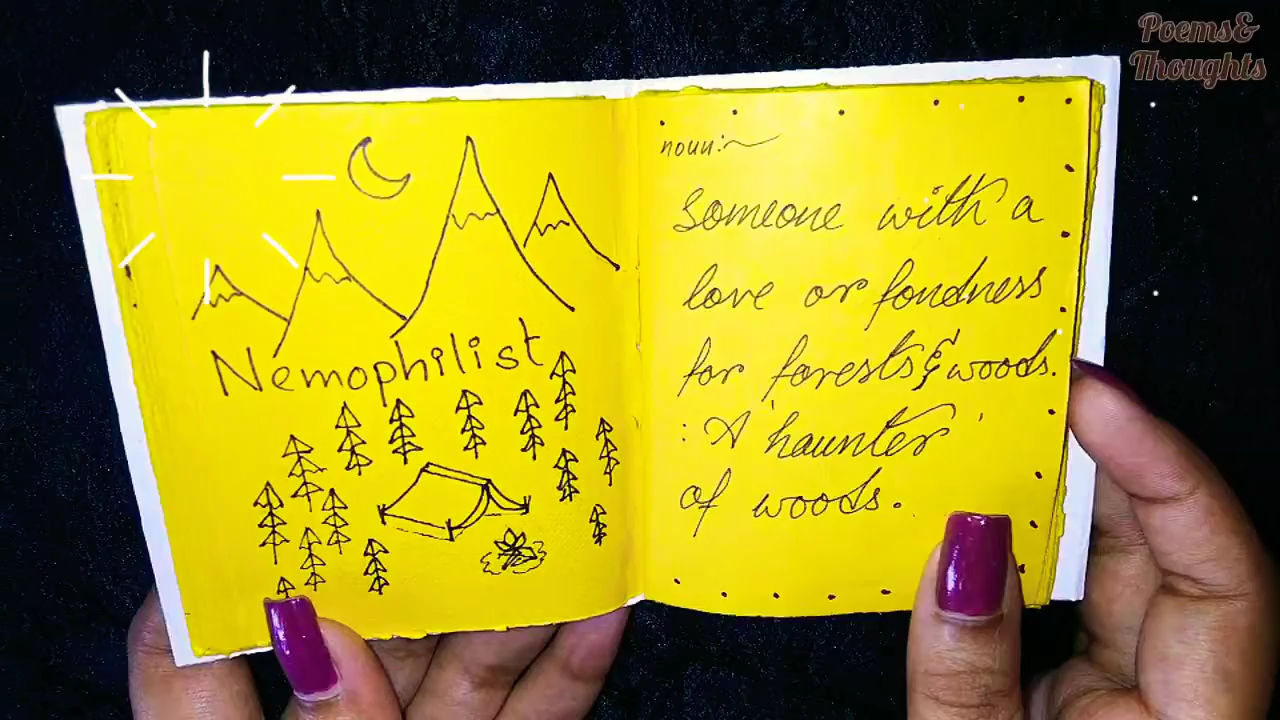 Poems&
Thoughts
Nemophilist
noun:~
Someone with a
love or fondness
for forests & woods.
: A 'haunter'
of woods.